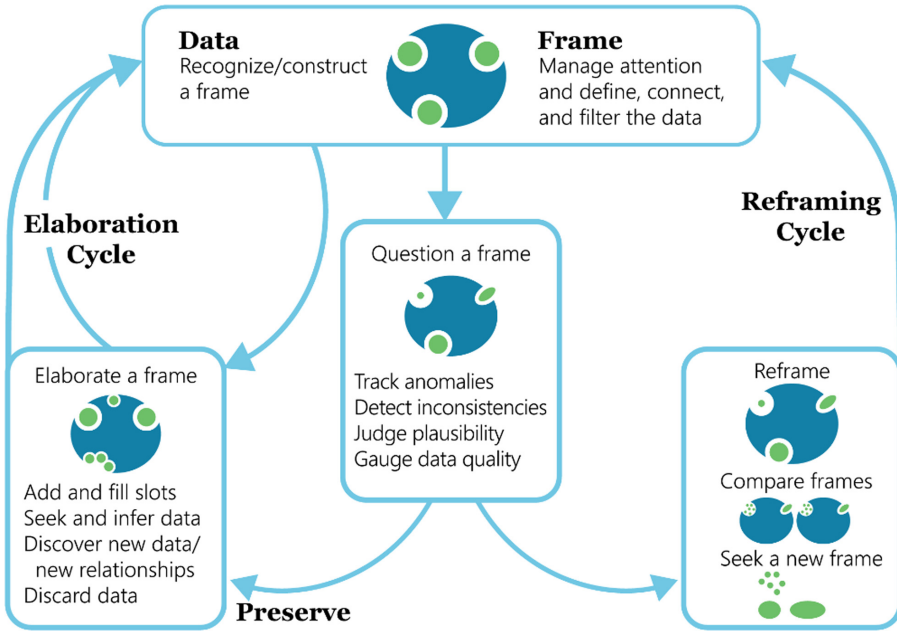 Data
Recognize/construct
a frame
Frame
Manage attention
and define, connect,
and filter the data
Elaboration
Cycle
Reframing
Cycle
Question a frame
Track anomalies
Detect inconsistencies
Judge plausibility
Gauge data quality
Elaborate a frame
Add and fill slots
Seek and infer data
Discover new data/
new relationships
Discard data
Preserve
Reframe
Compare frames
Seek a new frame